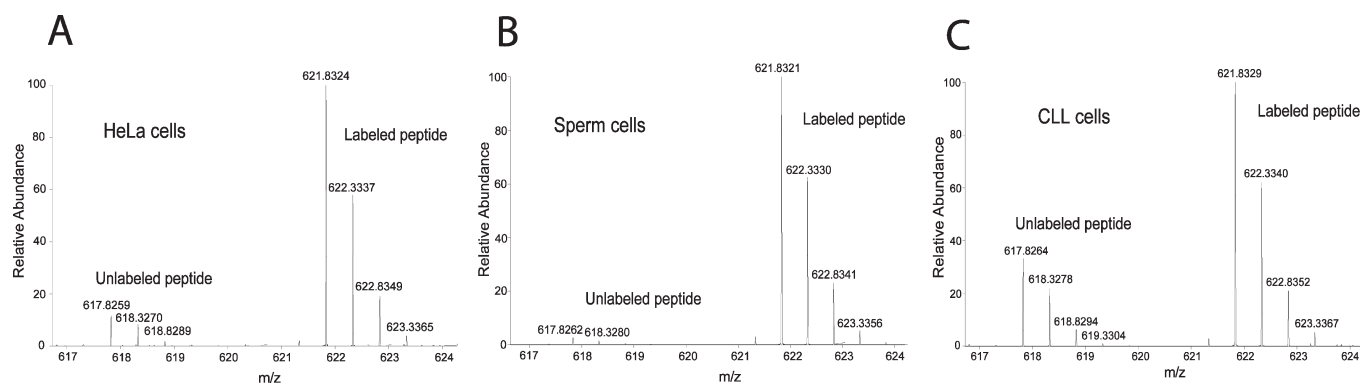 A
100
80
60
40
20
0
Relative Abundance
HeLa cells
621.8324
Labeled peptide
622.3337
Unlabeled peptide
617.8259
618.3270
618.8289
622.8349
623.3365
617 618 619 620 621 622 623 624
m/z
B
100
80
60
40
20
0
Relative Abundance
Sperm cells
621.8321
Labeled peptide
622.3330
622.8341
Unlabeled peptide
617.8262 618.3280
623.3356
617 618 619 620 621 622 623 624
m/z
C
100
80
60
40
20
0
Relative Abundance
CLL cells
621.8329
Labeled peptide
622.3340
Unlabeled peptide
617.8264
618.3278
618.8294
619.3304
622.8352
623.3367
617 618 619 620 621 622 623 624
m/z